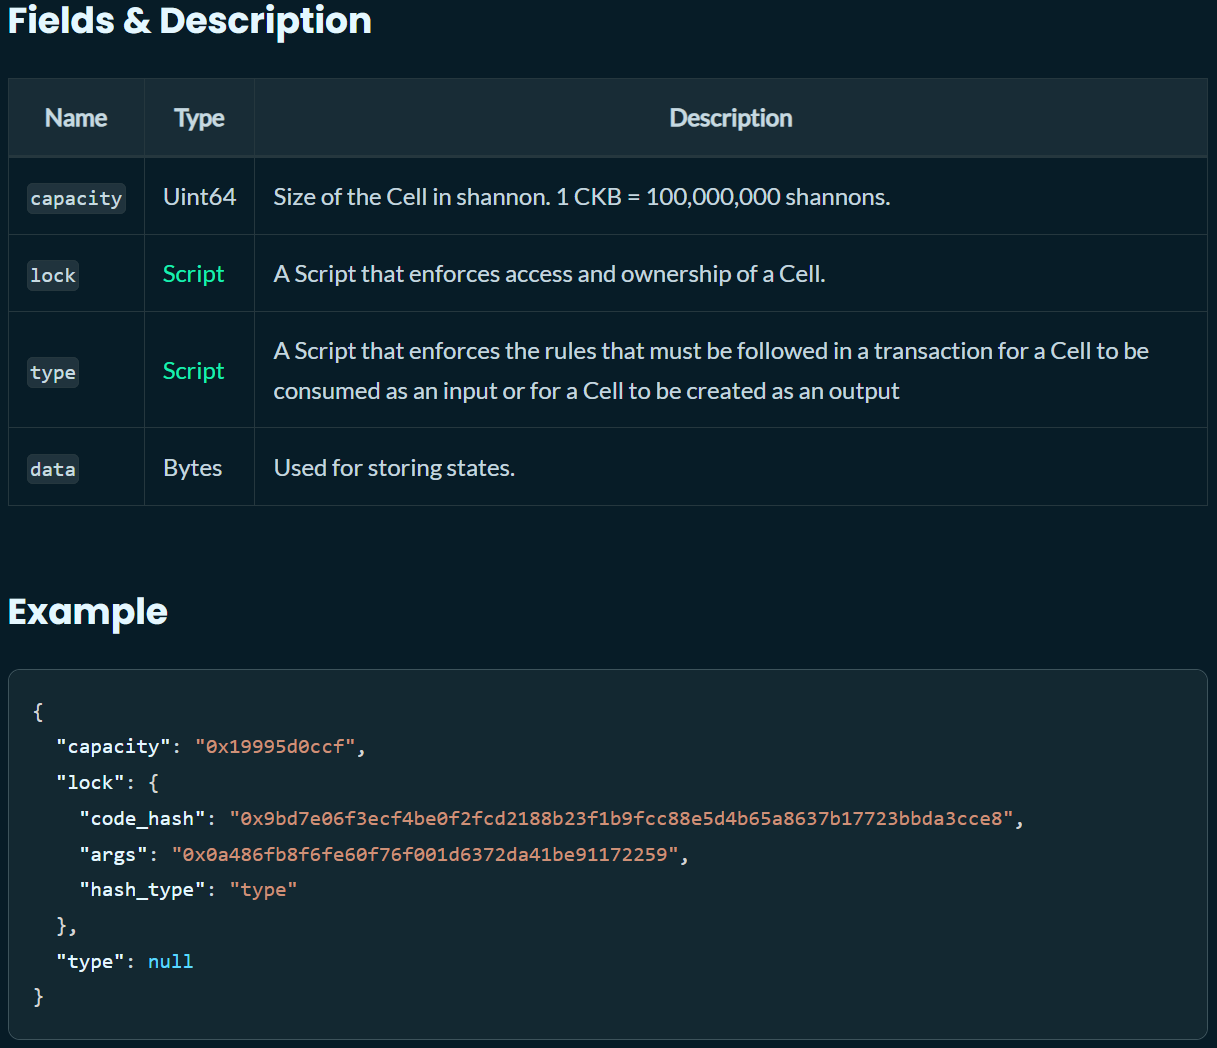 Fields & Description
Name Type Description
capacity Uint64 Size of the Cell in shannon. 1 CKB = 100,000,000 shannons.
lock Script A Script that enforces access and ownership of a Cell.
type Script A Script that enforces the rules that must be followed in a transaction for a Cell to be
consumed as an input or for a Cell to be created as an output
data Bytes Used for storing states.
Example
{
"capacity": "0x19995d0ccf",
"lock": {
"code_hash": "0x9bd7e06f3ecf4be0f2fcd2188b23f1b9fcc88e5d4b65a8637b17723bbda3cce8",
"args": "0x0a486fb8f6fe60f76f001d6372da41be91172259",
"hash_type": "type"
},
"type": null
}